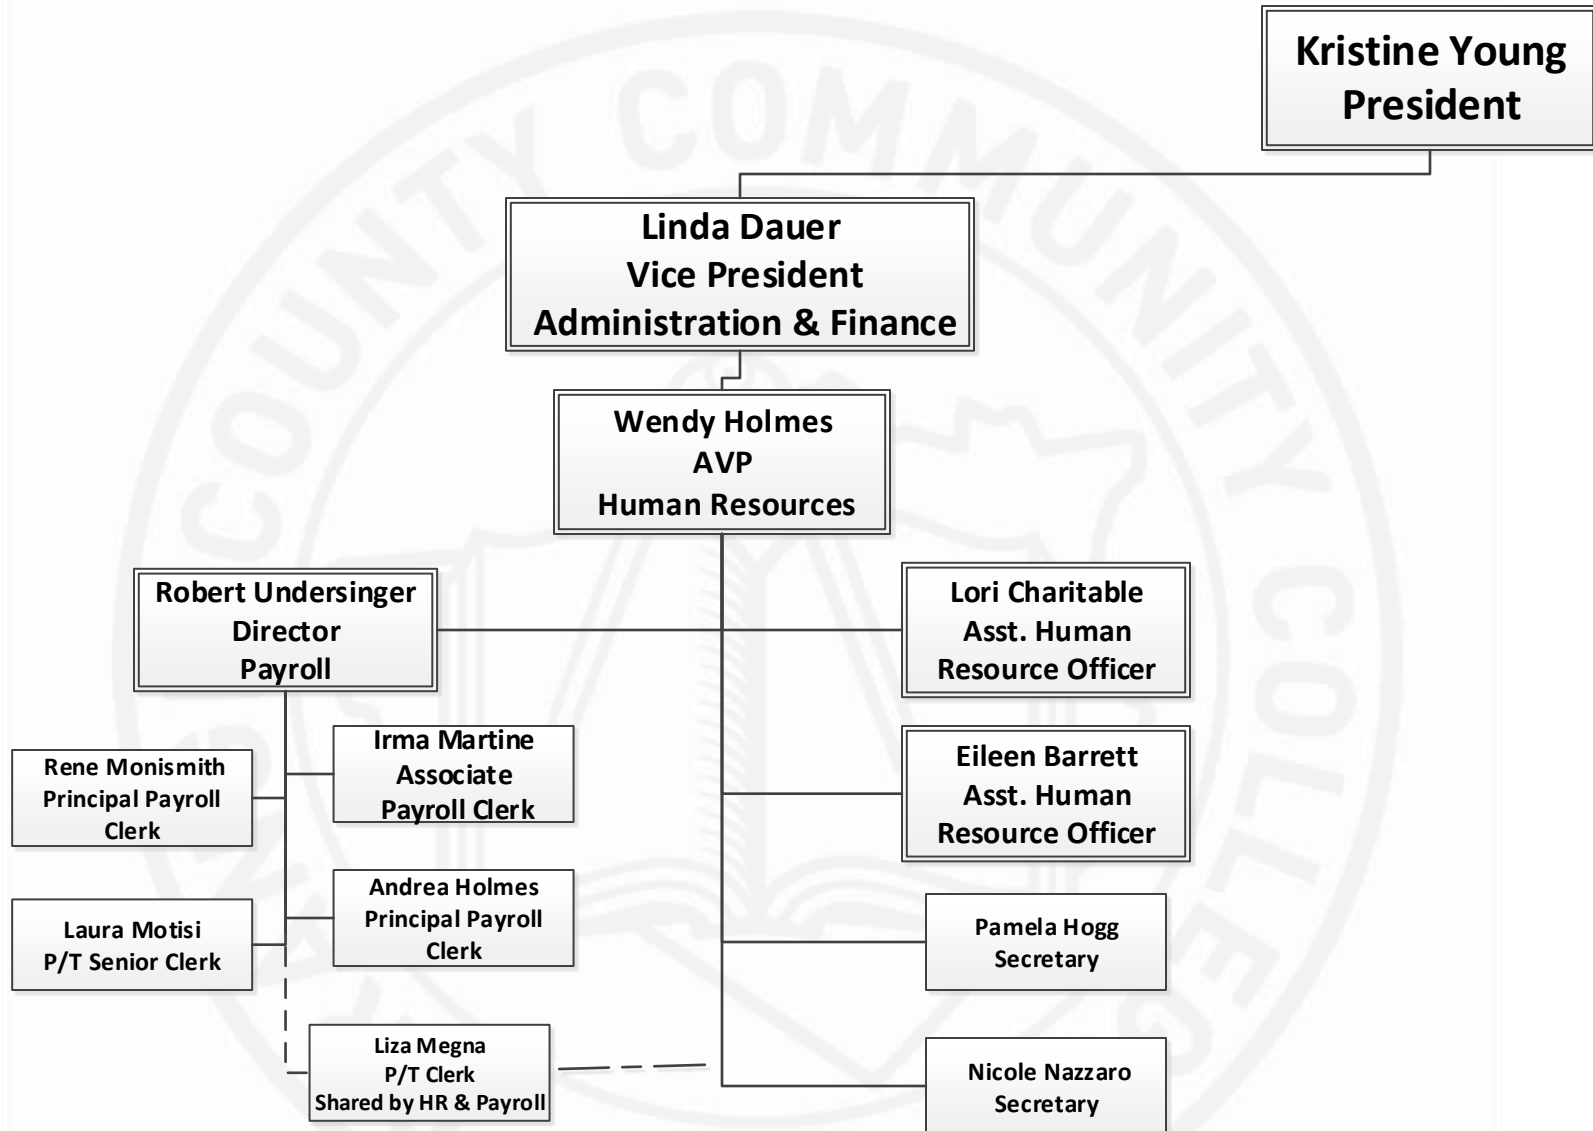 Kristine Young
President
Linda Dauer
Vice President
Administration & Finance
Wendy Holmes
AVP
Human Resources
Robert Undersinger
Director
Payroll
Lori Charitable
Asst. Human
Resource Officer
Rene Monismith
Principal Payroll
Clerk
Irma Martine
Associate
Payroll Clerk
Eileen Barrett
Asst. Human
Resource Officer
Laura Motisi
P/T Senior Clerk
Andrea Holmes
Principal Payroll
Clerk
Pamela Hogg
Secretary
Liza Megna
P/T Clerk
Shared by HR & Payroll
Nicole Nazzaro
Secretary
COUNTY COMMUNITY COLLEG